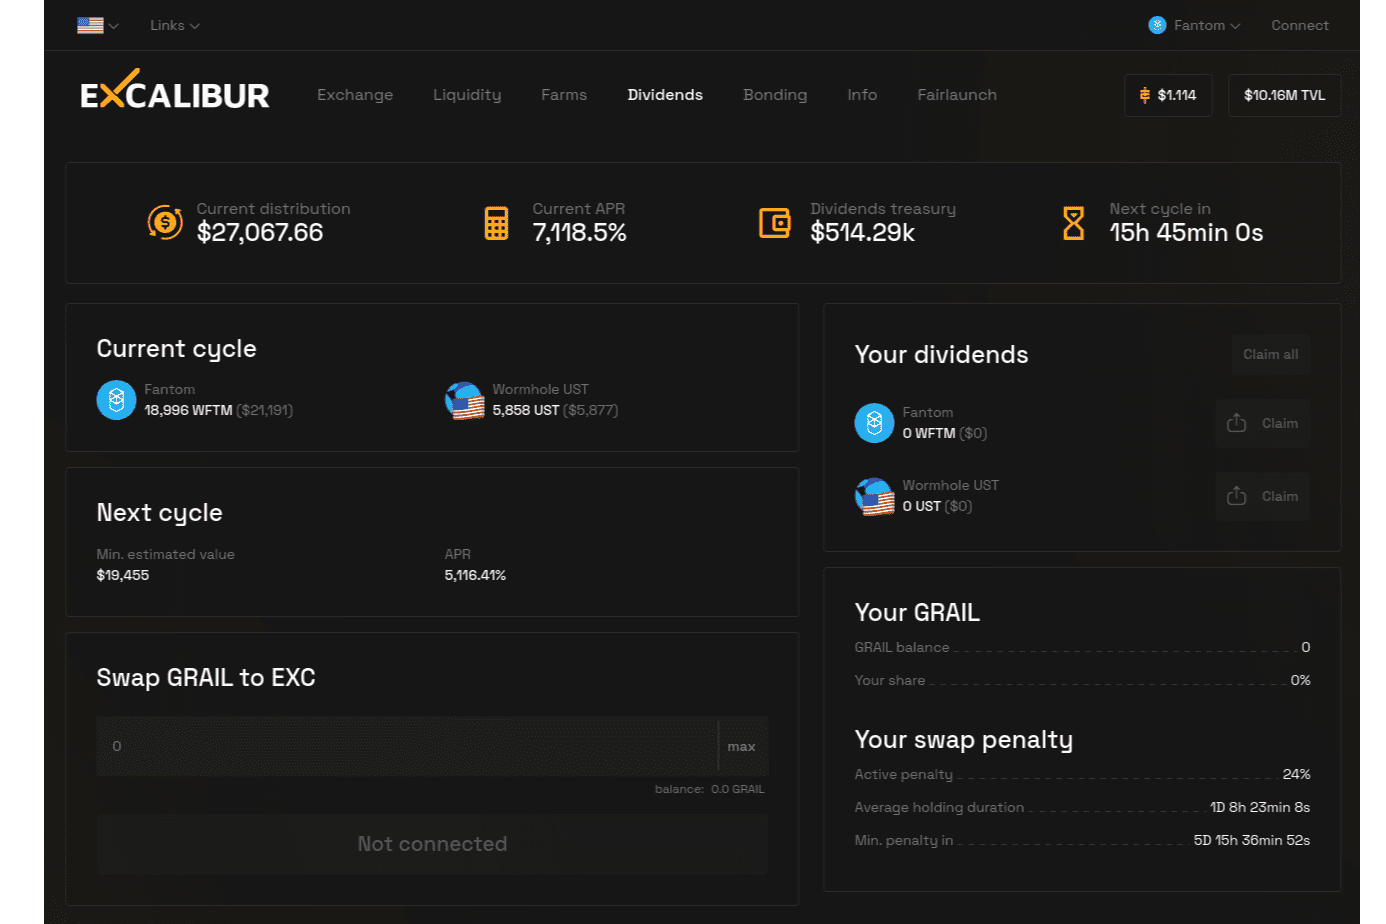 Links
Fantom
Connect
EXCALIBUR
Exchange
Liquidity
Farms
Dividends
Bonding
Info
Fairlaunch
$1.114
$10.16M TVL
Current distribution
$27,067.66
Current APR
7,118.5%
Dividends treasury
$514.29k
Next cycle in
15h 45min 0s
Current cycle
Fantom
18,996 WFTM ($21,191)
Wormhole UST
5,858 UST ($5,877)
Next cycle
Min. estimated value
$19,455
APR
5,116.41%
Swap GRAIL to EXC
0
max
balance: 0.0 GRAIL
Not connected
Your dividends
Claim all
Fantom
0 WFTM ($0)
Claim
Wormhole UST
0 UST ($0)
Claim
Your GRAIL
GRAIL balance 0
Your share 0%
Your swap penalty
Active penalty 24%
Average holding duration 1D 8h 23min 8s
Min. penalty in 5D 15h 36min 52s